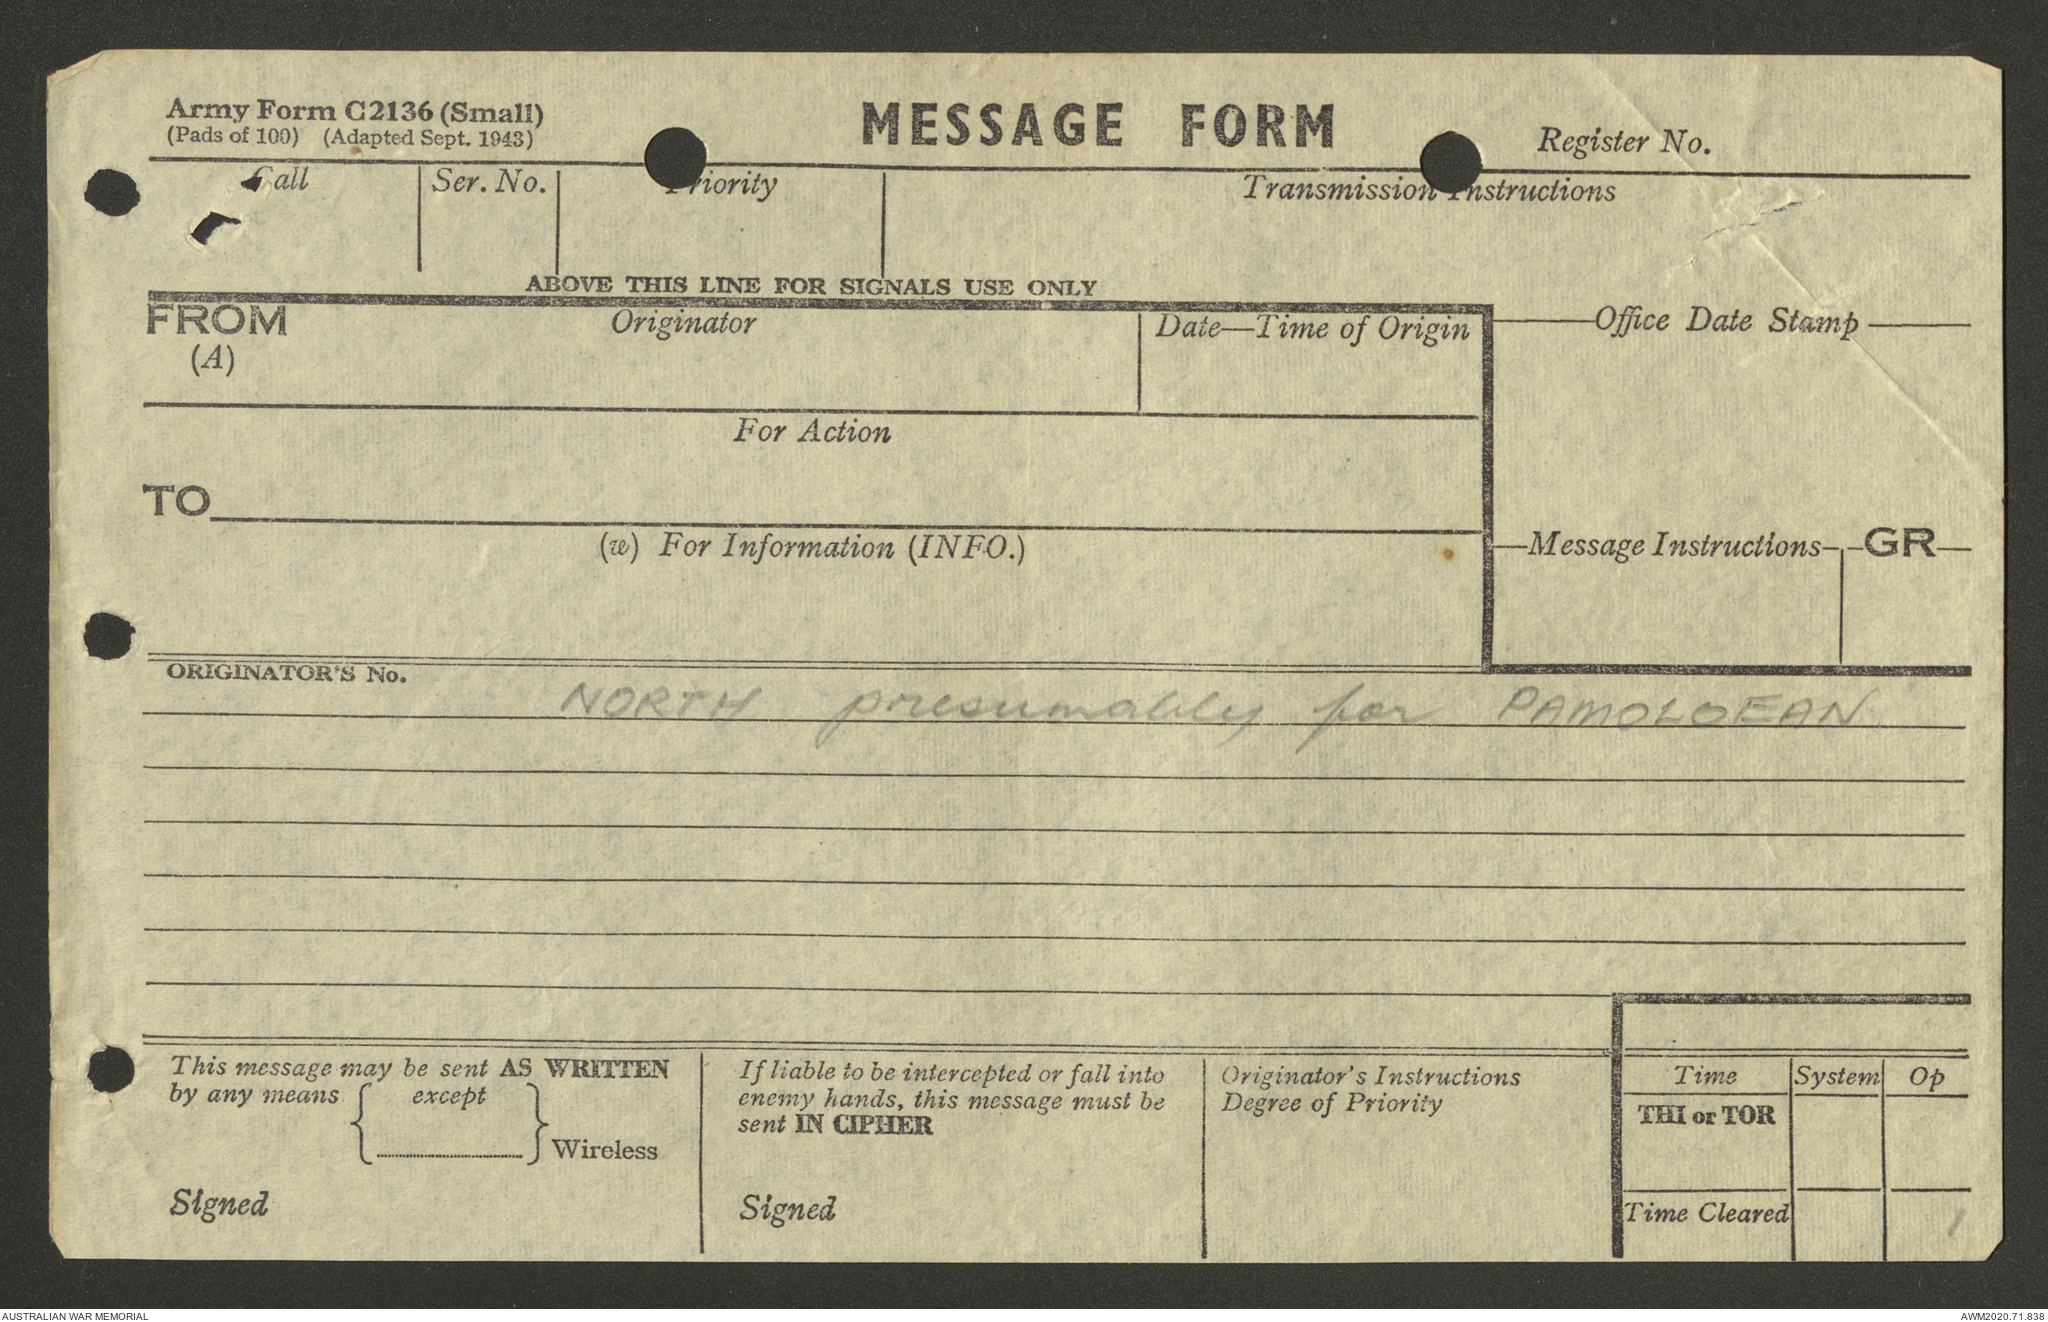 Army Form C2136 (Small)
(Pads of 100) (Adapted Sept. 1943)
MESSAGE FORM
Register No.
Call
Ser. No.
Priority
Transmission Instructions
ABOVE THIS LINE FOR SIGNALS USE ONLY
FROM
(A)
Originator
Date—Time of Origin
Office Date Stamp
For Action
TO
(w) For Information (INFO.)
Message Instructions
GR
ORIGINATOR'S No.
NORTH presumably for PAMOLOEAN
This message may be sent AS WRITTEN
by any means except
Wireless
Signed
If liable to be intercepted or fall into
enemy hands, this message must be
sent IN CIPHER
Signed
Originator's Instructions
Degree of Priority
Time System Op
THI or TOR
Time Cleared
1
AUSTRALIAN WAR MEMORIAL
AWM2020.71.838